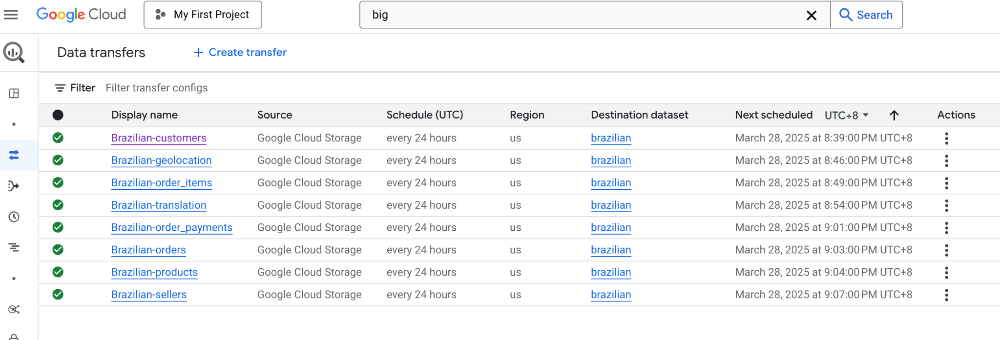 Google Cloud My First Project big Search
Data transfers + Create transfer
Filter Filter transfer configs
Display name Source Schedule (UTC) Region Destination dataset Next scheduled UTC+8 Actions
Brazilian-customers Google Cloud Storage every 24 hours us brazilian March 28, 2025 at 8:39:00 PM UTC+8
Brazilian-geolocation Google Cloud Storage every 24 hours us brazilian March 28, 2025 at 8:46:00 PM UTC+8
Brazilian-order_items Google Cloud Storage every 24 hours us brazilian March 28, 2025 at 8:49:00 PM UTC+8
Brazilian-translation Google Cloud Storage every 24 hours us brazilian March 28, 2025 at 8:54:00 PM UTC+8
Brazilian-order_payments Google Cloud Storage every 24 hours us brazilian March 28, 2025 at 9:01:00 PM UTC+8
Brazilian-orders Google Cloud Storage every 24 hours us brazilian March 28, 2025 at 9:03:00 PM UTC+8
Brazilian-products Google Cloud Storage every 24 hours us brazilian March 28, 2025 at 9:04:00 PM UTC+8
Brazilian-sellers Google Cloud Storage every 24 hours us brazilian March 28, 2025 at 9:07:00 PM UTC+8